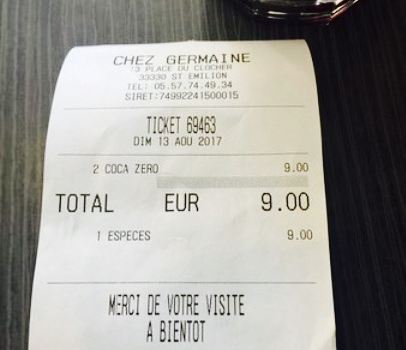 CHEZ GERMAINE
13 PLACE DU CLOCHER
33330 ST EMILION
TEL: 05.57.74.49.34
SIRET:74992241500015
TICKET 69463
DIM 13 AOU 2017
2 COCA ZERO 9.00
TOTAL EUR 9.00
1 ESPECES 9.00
MERCI DE VOTRE VISITE
A BIENTOT